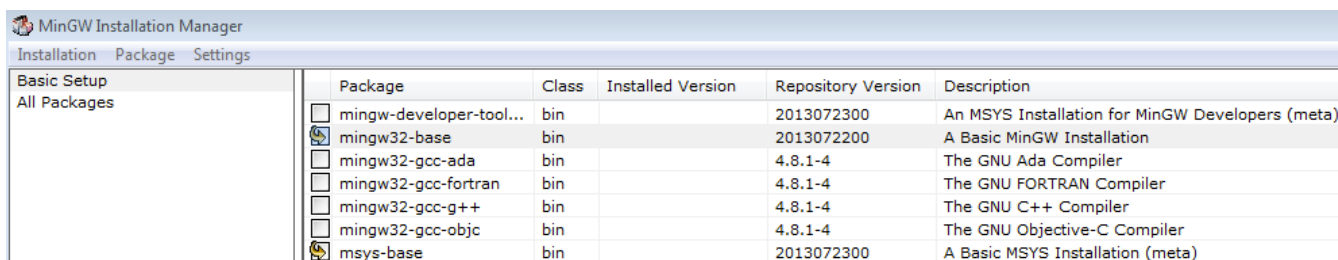 MinGW Installation Manager
Installation Package Settings
Basic Setup
All Packages
Package Class Installed Version Repository Version Description
mingw-developer-tool... bin 2013072300 An MSYS Installation for MinGW Developers (meta)
mingw32-base bin 2013072200 A Basic MinGW Installation
mingw32-gcc-ada bin 4.8.1-4 The GNU Ada Compiler
mingw32-gcc-fortran bin 4.8.1-4 The GNU FORTRAN Compiler
mingw32-gcc-g++ bin 4.8.1-4 The GNU C++ Compiler
mingw32-gcc-objc bin 4.8.1-4 The GNU Objective-C Compiler
msys-base bin 2013072300 A Basic MSYS Installation (meta)